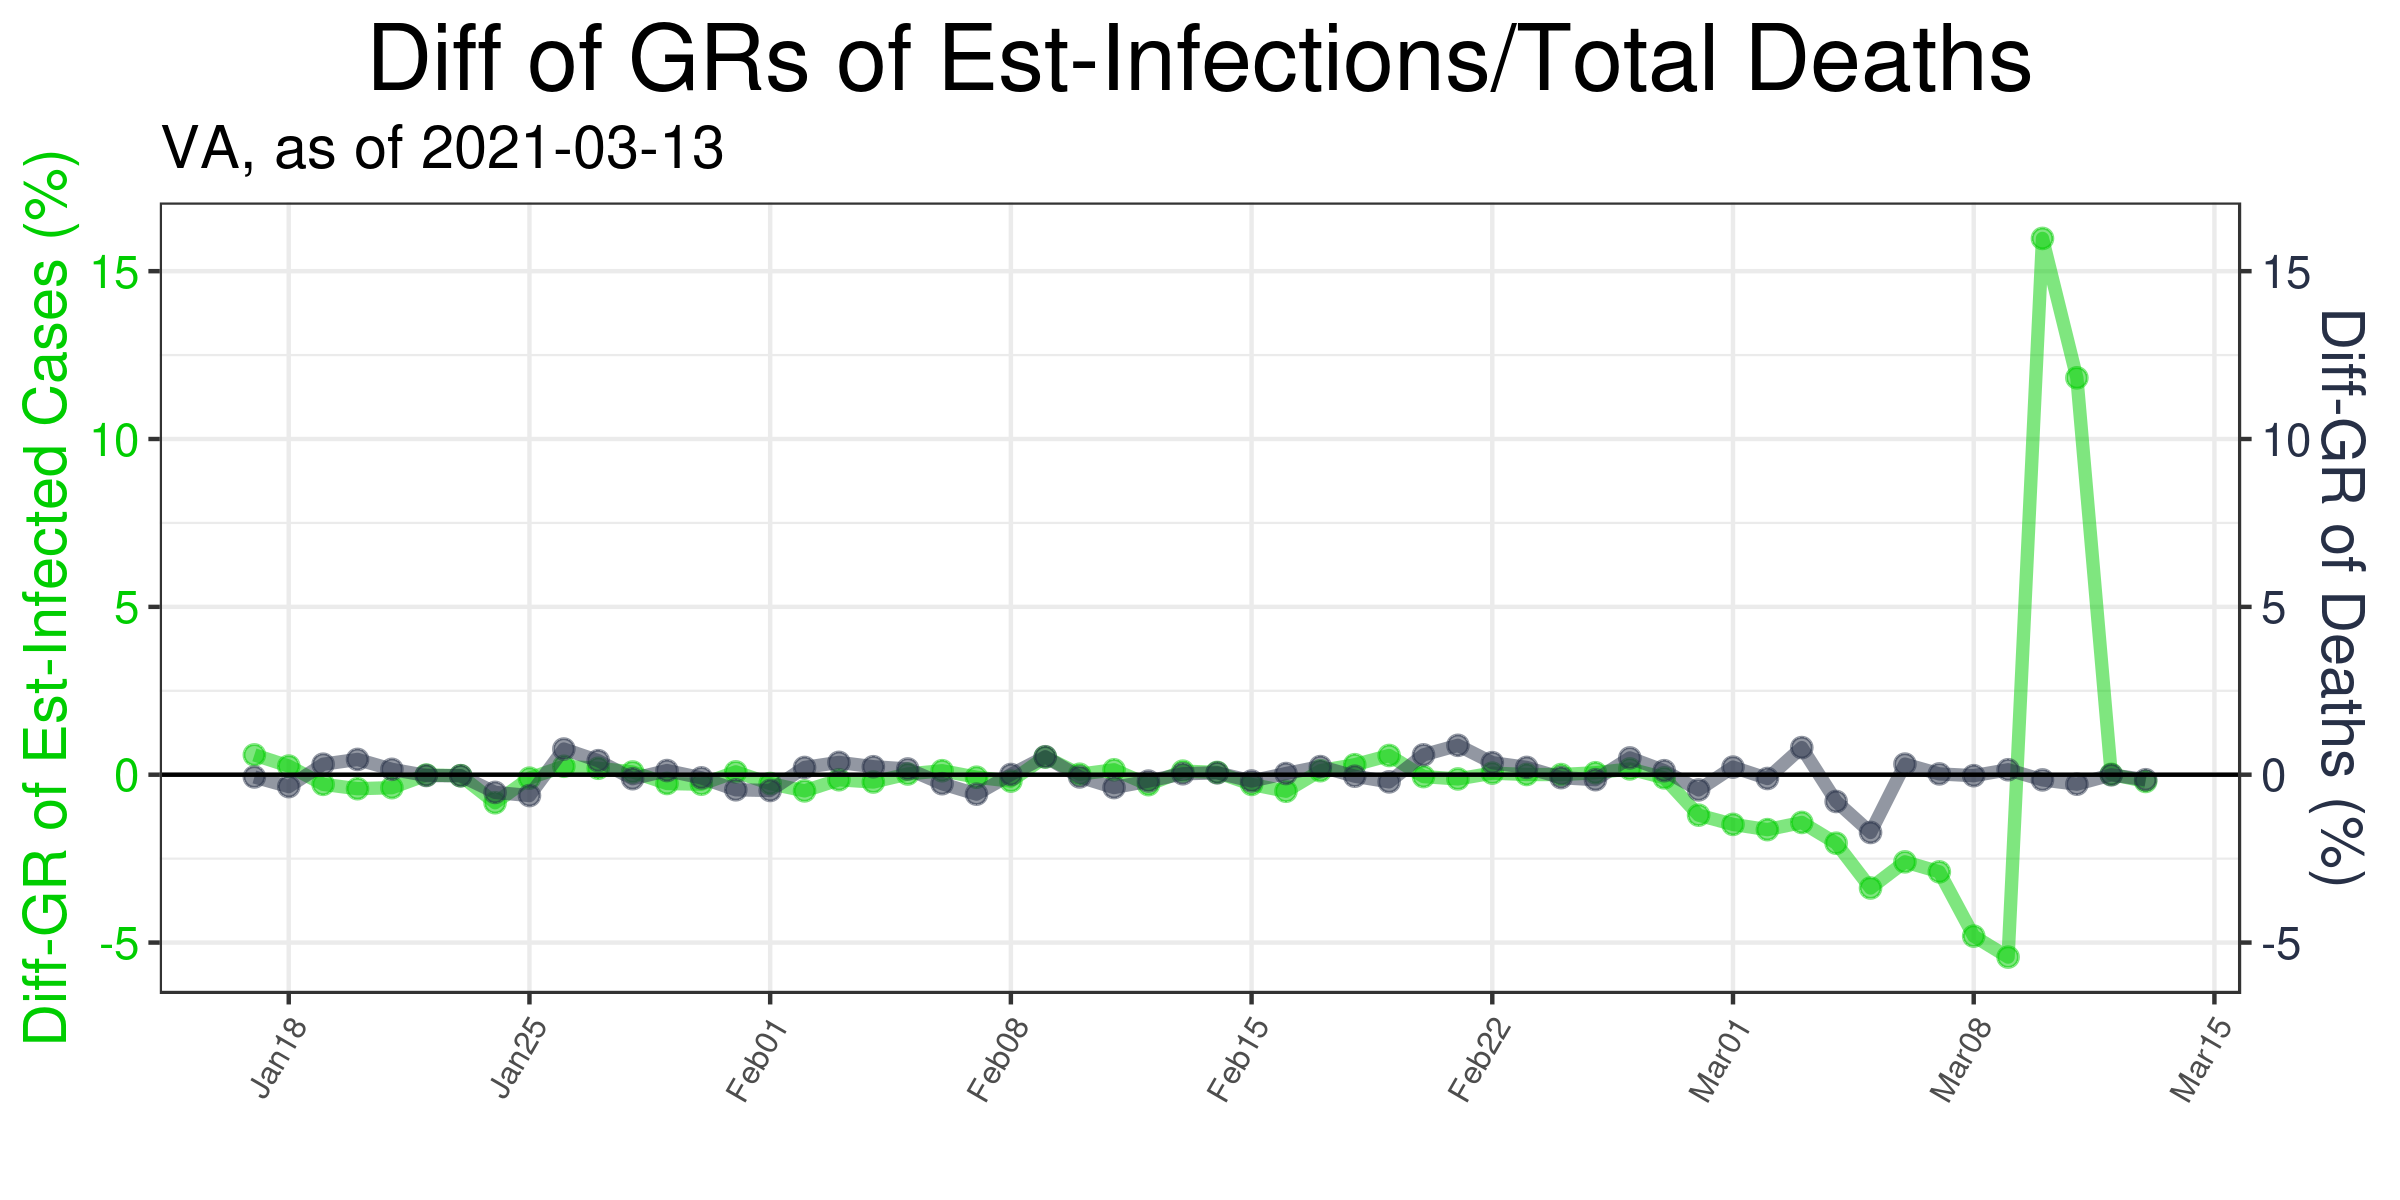 Diff of GRs of Est-Infections/Total Deaths
VA, as of 2021-03-13
Diff-GR of Est-Infected Cases (%)
15
10
5
0
-5
15
10
5
0
-5
Diff-GR of Deaths (%)
Jan18
Jan25
Feb01
Feb08
Feb15
Feb22
Mar01
Mar08
Mar15